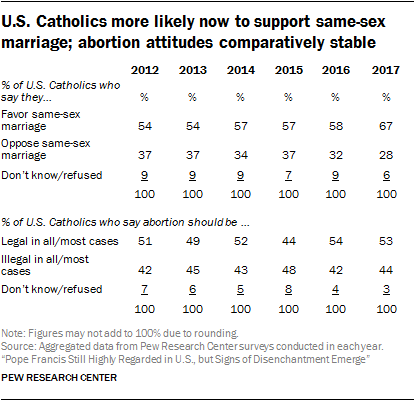 U.S. Catholics more likely now to support same-sex
marriage; abortion attitudes comparatively stable
2012 2013 2014 2015 2016 2017
% of U.S. Catholics who
say they... % % % % % %
Favor same-sex
marriage 54 54 57 57 58 67
Oppose same-sex
marriage 37 37 34 37 32 28
Don't know/refused 9 9 9 7 9 6
100 100 100 100 100 100
% of U.S. Catholics who say abortion should be ...
Legal in all/most cases 51 49 52 44 54 53
Illegal in all/most
cases 42 45 43 48 42 44
Don't know/refused 7 6 5 8 4 3
100 100 100 100 100 100
Note: Figures may not add to 100% due to rounding.
Source: Aggregated data from Pew Research Center surveys conducted in each year.
"Pope Francis Still Highly Regarded in U.S., but Signs of Disenchantment Emerge"
PEW RESEARCH CENTER